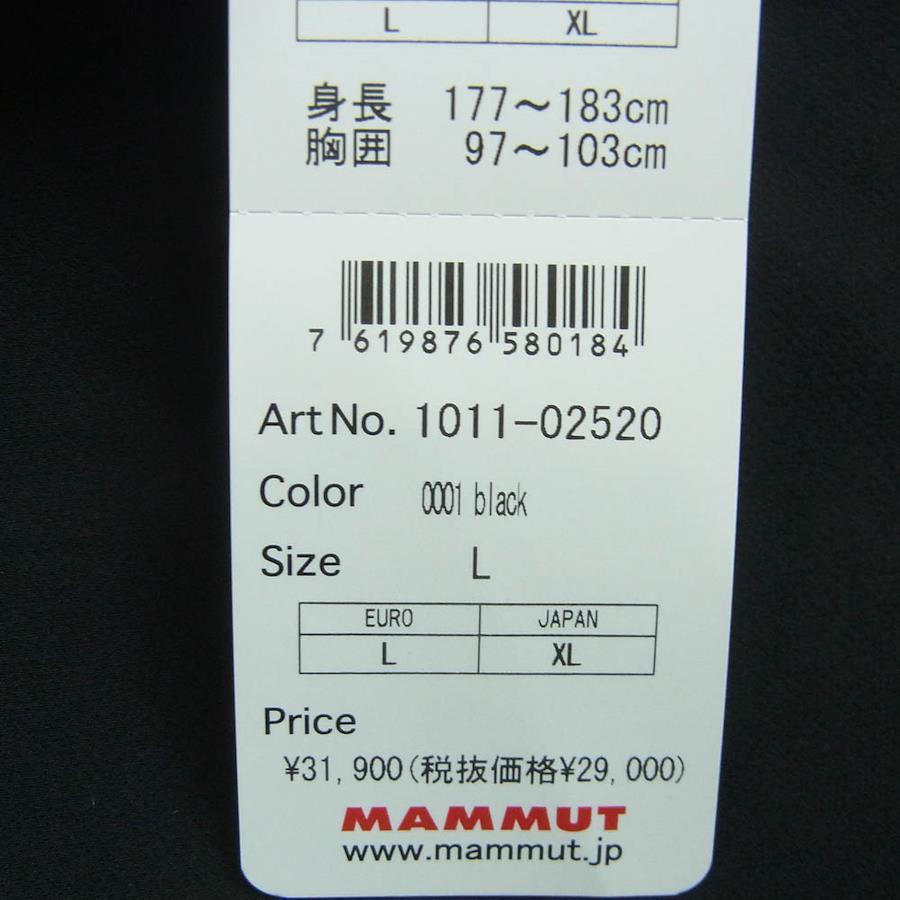 L XL
身長 177～183cm
胸囲 97～103cm
7 619876 580184
Art No. 1011-02520
Color 0001 black
Size L
EURO JAPAN
L XL
Price
¥31,900(税抜価格¥29,000)
MAMMUT
www.mammut.jp